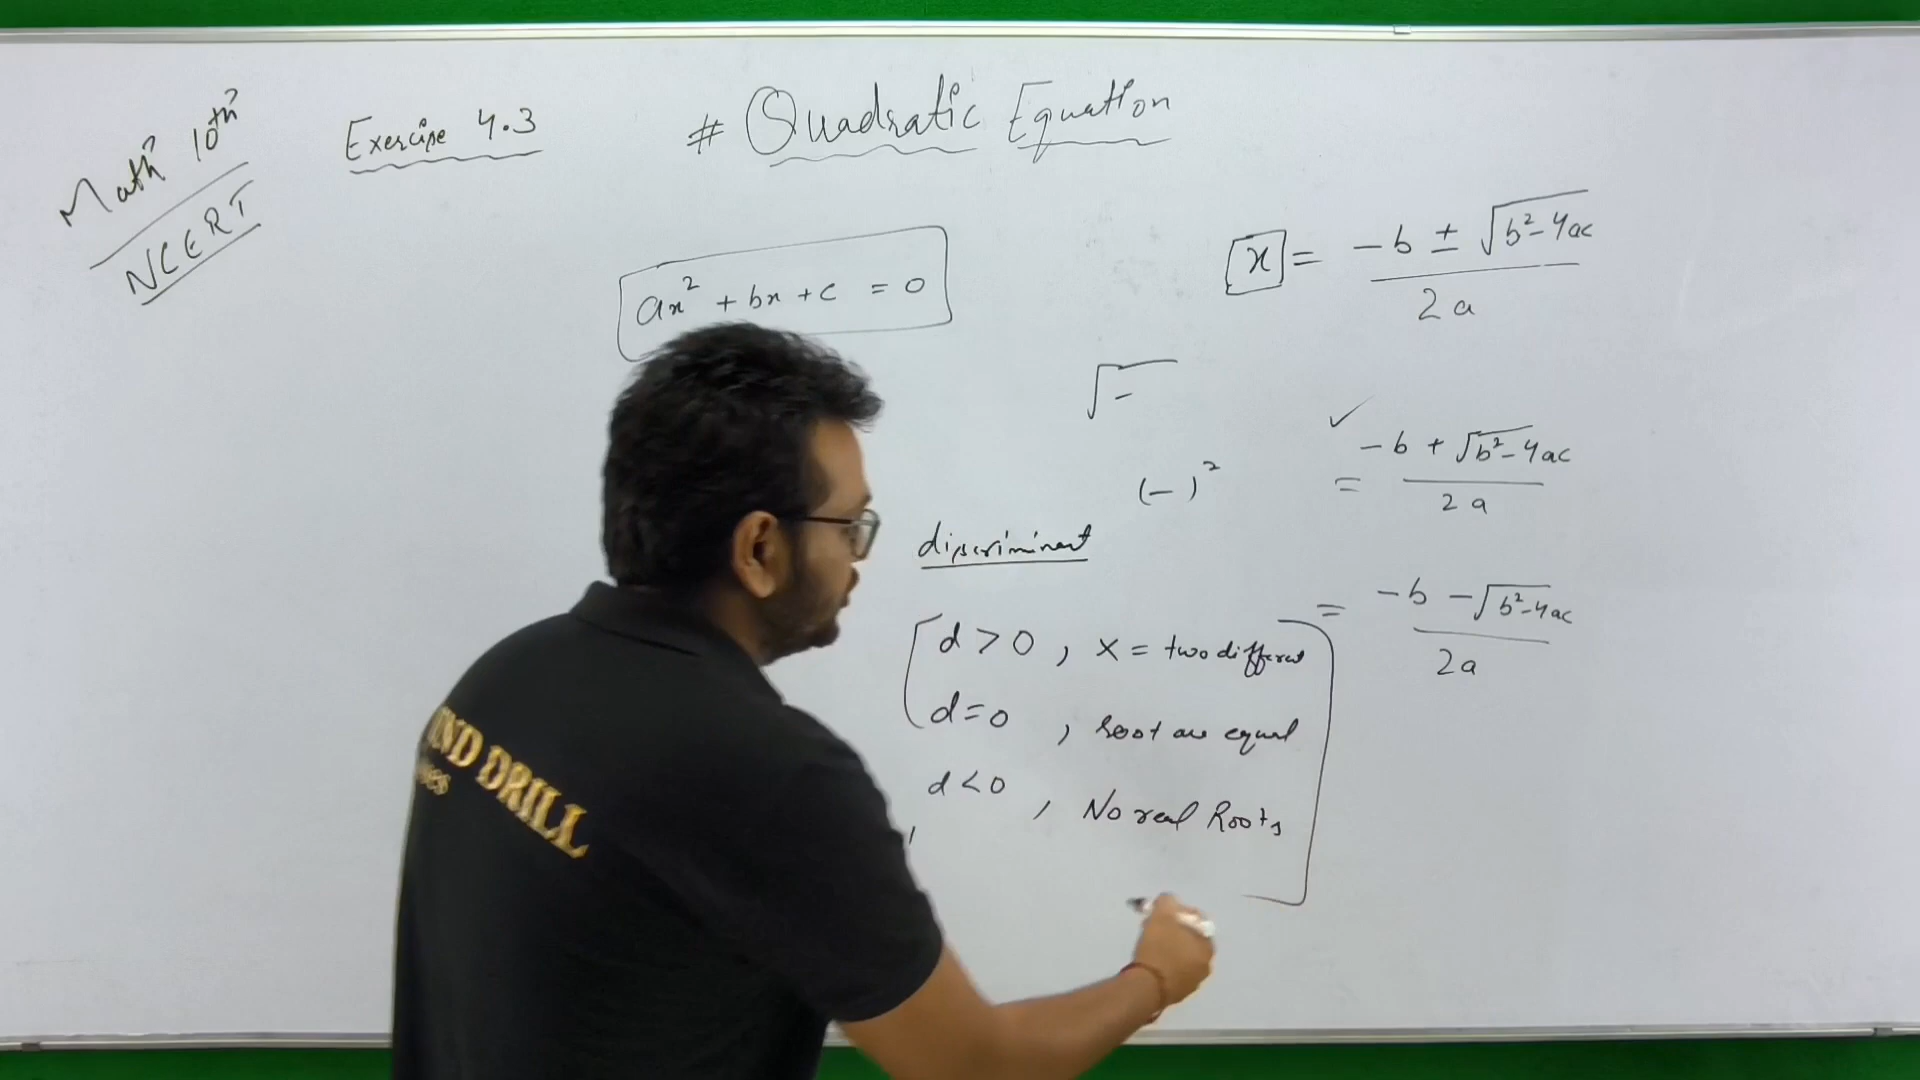 Math 10th
NCERT
Exercise 4.3
# Quadratic Equation
ax² + bx + c = 0
x = -b ± √b²-4ac / 2a
√-
(-)²
= -b + √b²-4ac / 2a
= -b - √b²-4ac / 2a
discriminant
d > 0 , x = two different
d = 0 , root are equal
d < 0 , No real Roots
IND DRILL